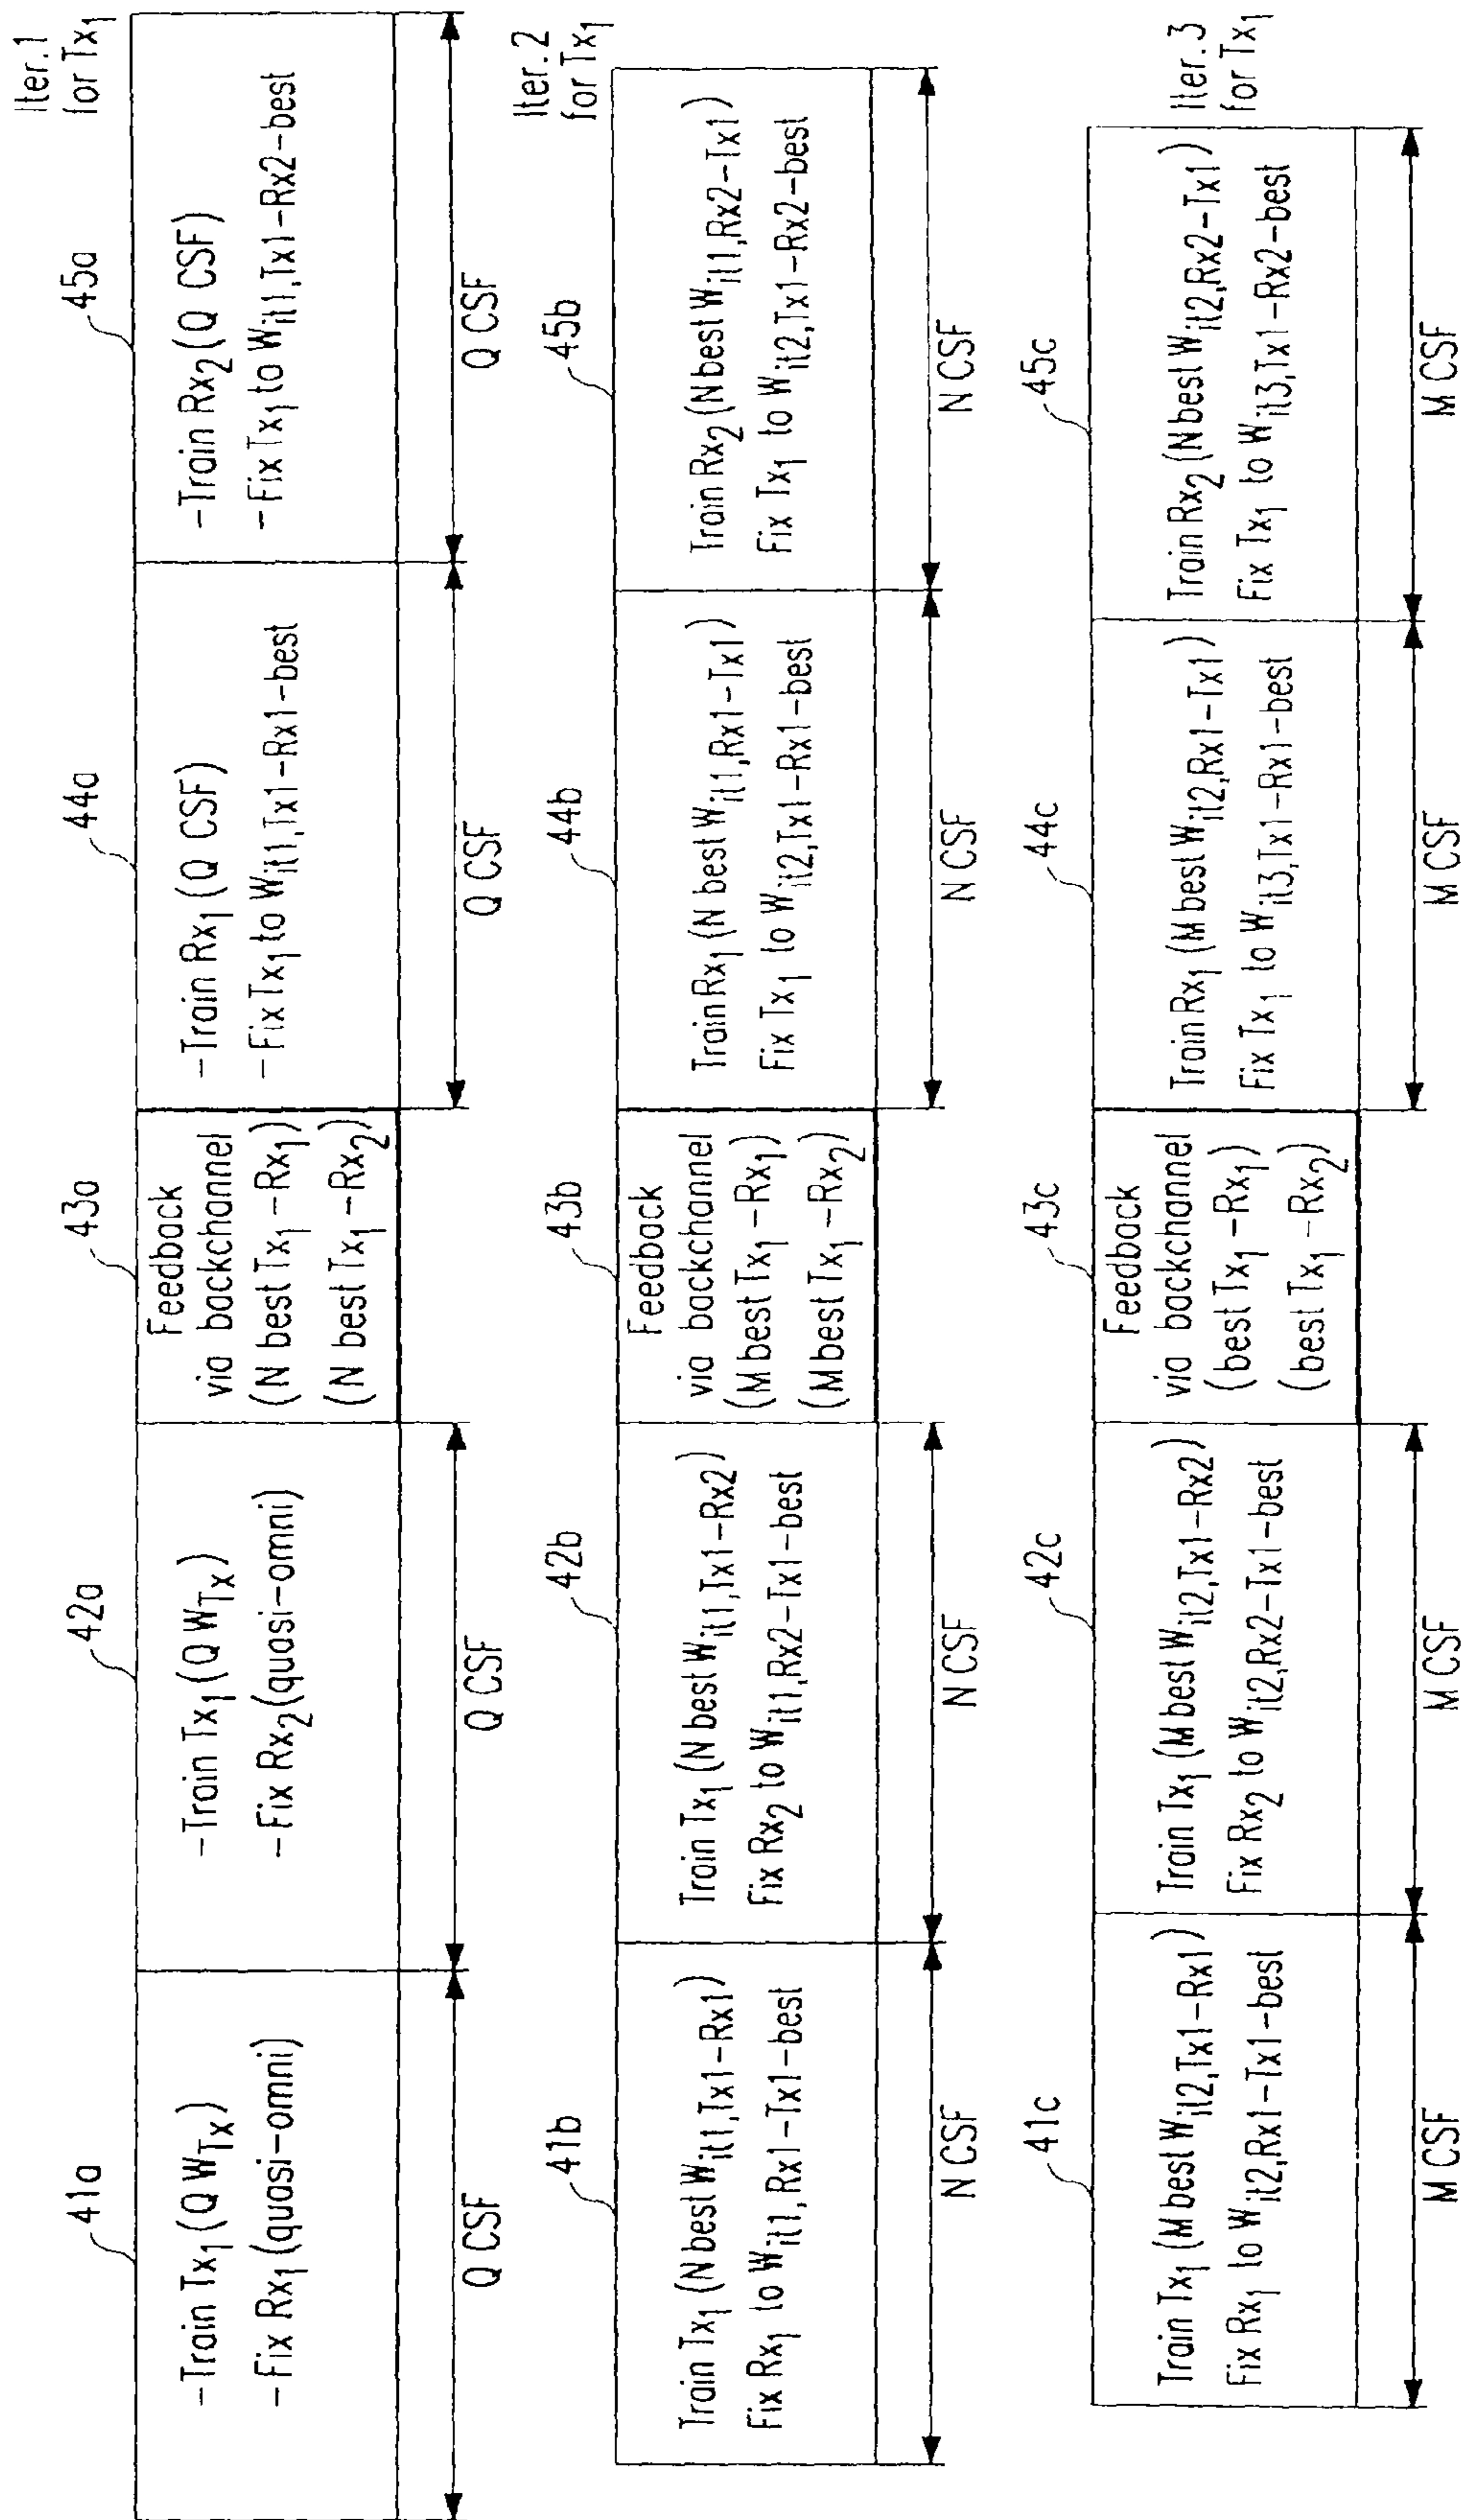 Iter.1
for Tx1
41a
42a
43a
44a
45a
-Train Tx1 (Q WTx)
-Fix Rx1 (quasi-omni)
-Train Tx1 (Q WTx)
-Fix Rx2 (quasi-omni)
Feedback
via backchannel
(N best Tx1-Rx1)
(N best Tx1-Rx2)
-Train Rx1 (Q CSF)
-Fix Tx1 to Wit1,Tx1-Rx1-best
-Train Rx2 (Q CSF)
-Fix Tx1 to Wit1,Tx1-Rx2-best
Q CSF
Q CSF
Q CSF
Q CSF
Iter.2
for Tx1
41b
42b
43b
44b
45b
Train Tx1 (N best Wit1,Tx1-Rx1)
Fix Rx1 to Wit1,Rx1-Tx1-best
Train Tx1 (N best Wit1,Tx1-Rx2)
Fix Rx2 to Wit1,Rx2-Tx1-best
Feedback
via backchannel
(M best Tx1-Rx1)
(M best Tx1-Rx2)
Train Rx1 (N best Wit1,Rx1-Tx1)
Fix Tx1 to Wit2,Tx1-Rx1-best
Train Rx2 (N best Wit1,Rx2-Tx1)
Fix Tx1 to Wit2,Tx1-Rx2-best
N CSF
N CSF
N CSF
N CSF
Iter.3
for Tx1
41c
42c
43c
44c
45c
Train Tx1 (M best Wit2,Tx1-Rx1)
Fix Rx1 to Wit2,Rx1-Tx1-best
Train Tx1 (M best Wit2,Tx1-Rx2)
Fix Rx2 to Wit2,Rx2-Tx1-best
Feedback
via backchannel
(best Tx1-Rx1)
(best Tx1-Rx2)
Train Rx1 (M best Wit2,Rx1-Tx1)
Fix Tx1 to Wit3,Tx1-Rx1-best
Train Rx2 (N best Wit2,Rx2-Tx1)
Fix Tx1 to Wit3,Tx1-Rx2-best
M CSF
M CSF
M CSF
M CSF